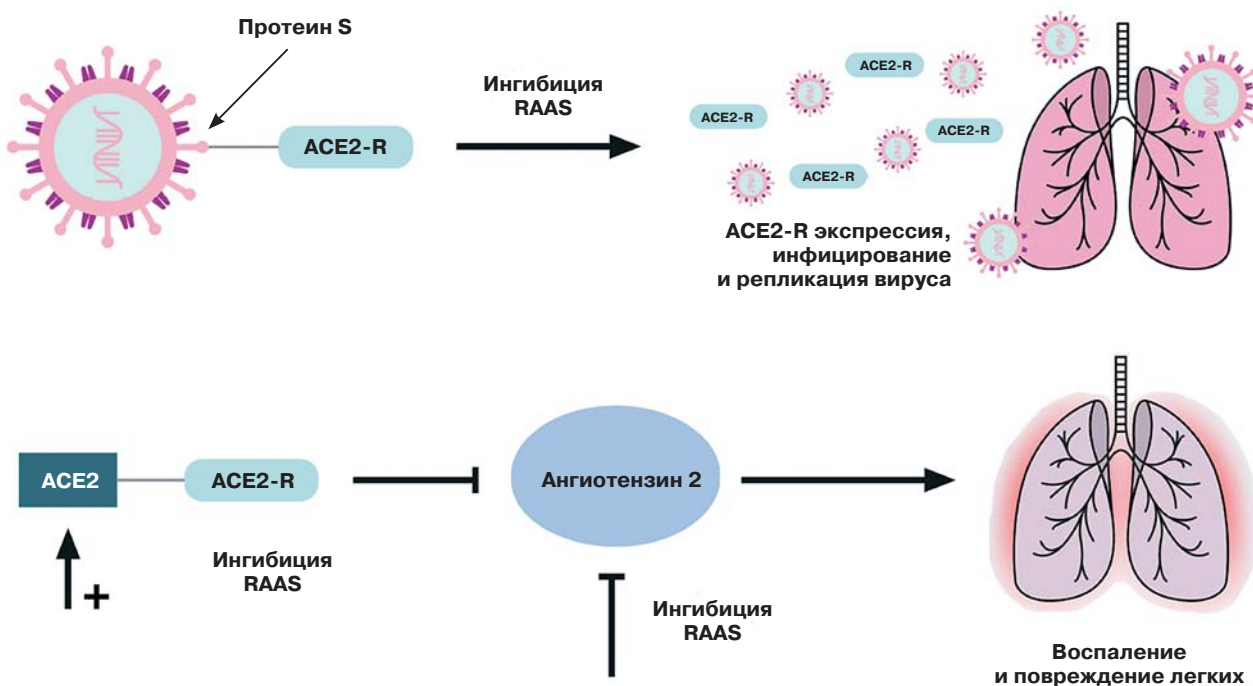 Протеин S
ACE2-R
Ингибиция
RAAS
ACE2-R
ACE2-R
ACE2-R
ACE2-R
ACE2-R экспрессия,
инфицирование
и репликация вируса
ACE2
ACE2-R
Ингибиция
RAAS
+
Ангиотензин 2
Ингибиция
RAAS
Воспаление
и повреждение легких